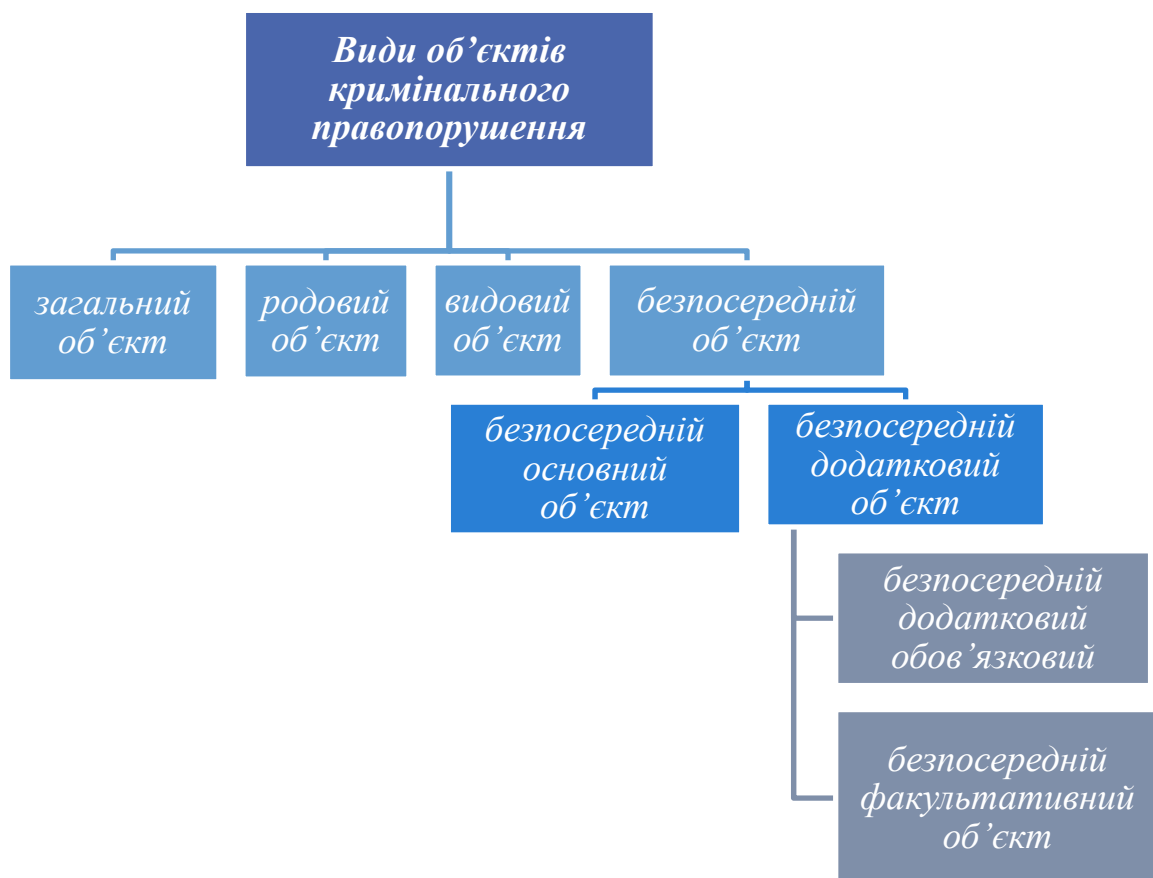 Види об’єктів
кримінального
правопорушення
загальний
об’єкт
родовий
об’єкт
видовий
об’єкт
безпосередній
об’єкт
безпосередній
основний
об’єкт
безпосередній
додатковий
об’єкт
безпосередній
додатковий
обов’язковий
безпосередній
факультативний
об’єкт